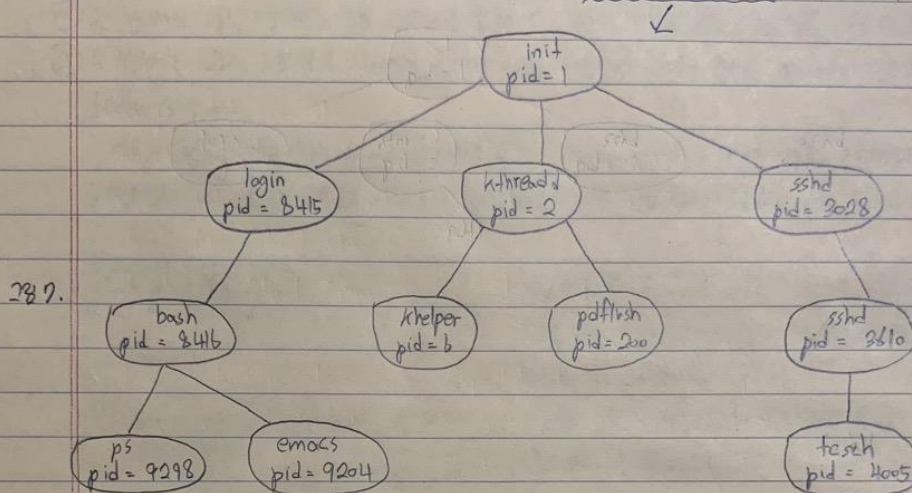 init
pid = 1
login
pid = 8415
kthreadd
pid = 2
sshd
pid = 3028
bash
pid = 8416
khelper
pid = 6
pdflush
pid = 200
sshd
pid = 3610
ps
pid = 9298
emacs
pid = 9204
tcsch
pid = 4005